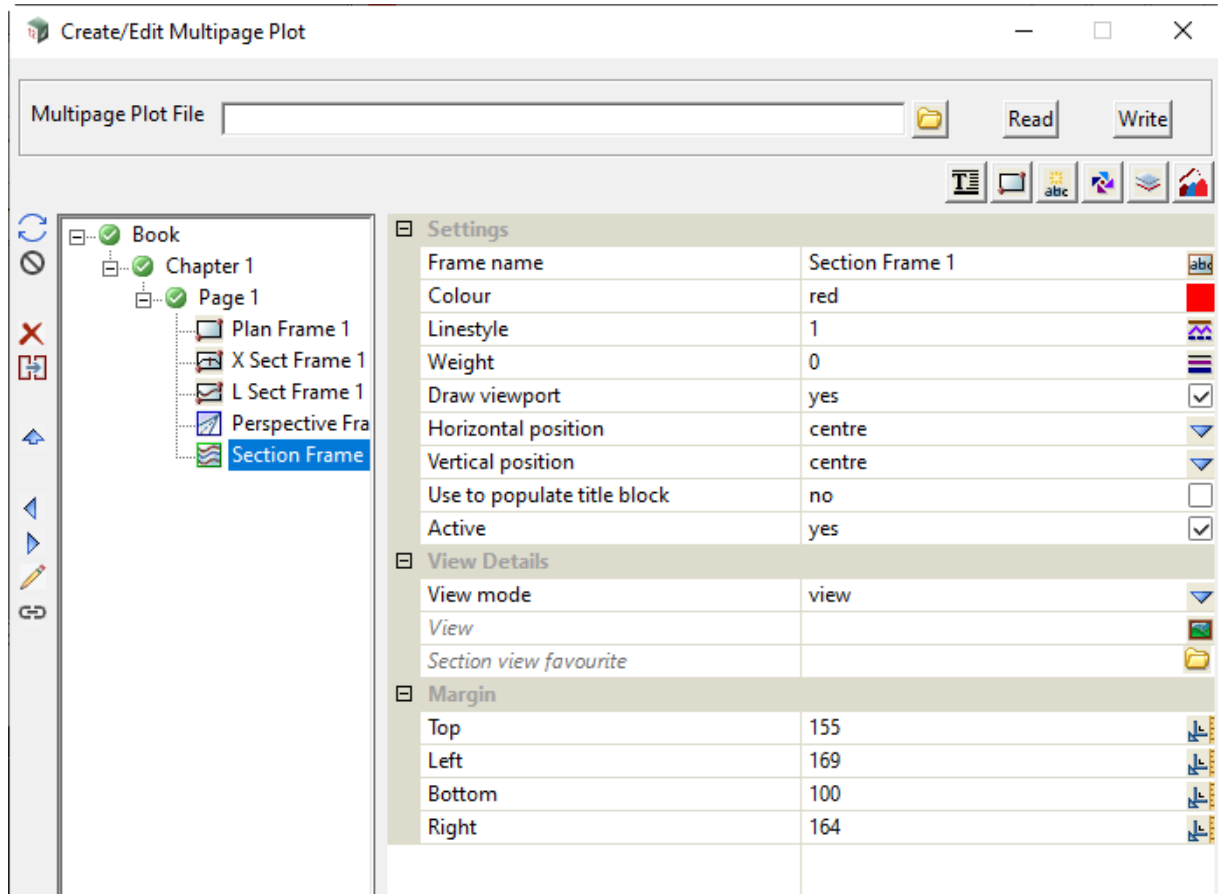 Create/Edit Multipage Plot
Multipage Plot File
Read
Write
T
abc
Book
Chapter 1
Page 1
Plan Frame 1
X Sect Frame 1
L Sect Frame 1
Perspective Fra
Section Frame
Settings
Frame name Section Frame 1 abc
Colour red
Linestyle 1
Weight 0
Draw viewport yes
Horizontal position centre
Vertical position centre
Use to populate title block no
Active yes
View Details
View mode view
View
Section view favourite
Margin
Top 155
Left 169
Bottom 100
Right 164